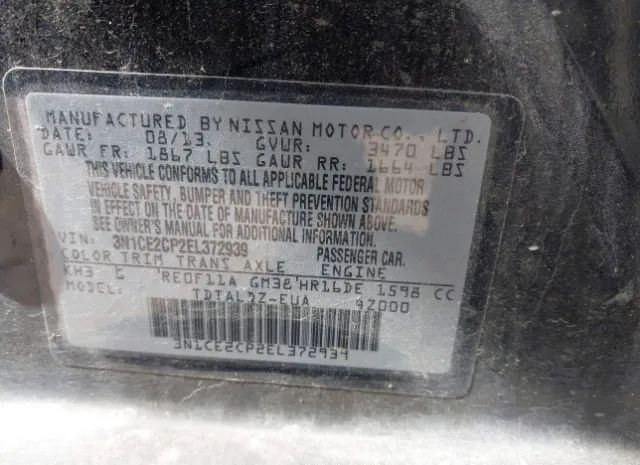 MANUFACTURED BY NISSAN MOTOR CO., LTD.
DATE: 08/13 GVWR: 3470 LBS
GAWR FR: 1867 LBS GAWR RR: 1664 LBS
THIS VEHICLE CONFORMS TO ALL APPLICABLE FEDERAL MOTOR
VEHICLE SAFETY, BUMPER AND THEFT PREVENTION STANDARDS
IN EFFECT ON THE DATE OF MANUFACTURE SHOWN ABOVE.
SEE OWNER'S MANUAL FOR ADDITIONAL INFORMATION.
VIN: 3N1CE2CP2EL372939 PASSENGER CAR.
COLOR TRIM TRANS AXLE ENGINE
KH3 RE0F11A GM38 HR16DE 1598 CC
MODEL: 4Z000
3N1CE2CP2EL372939